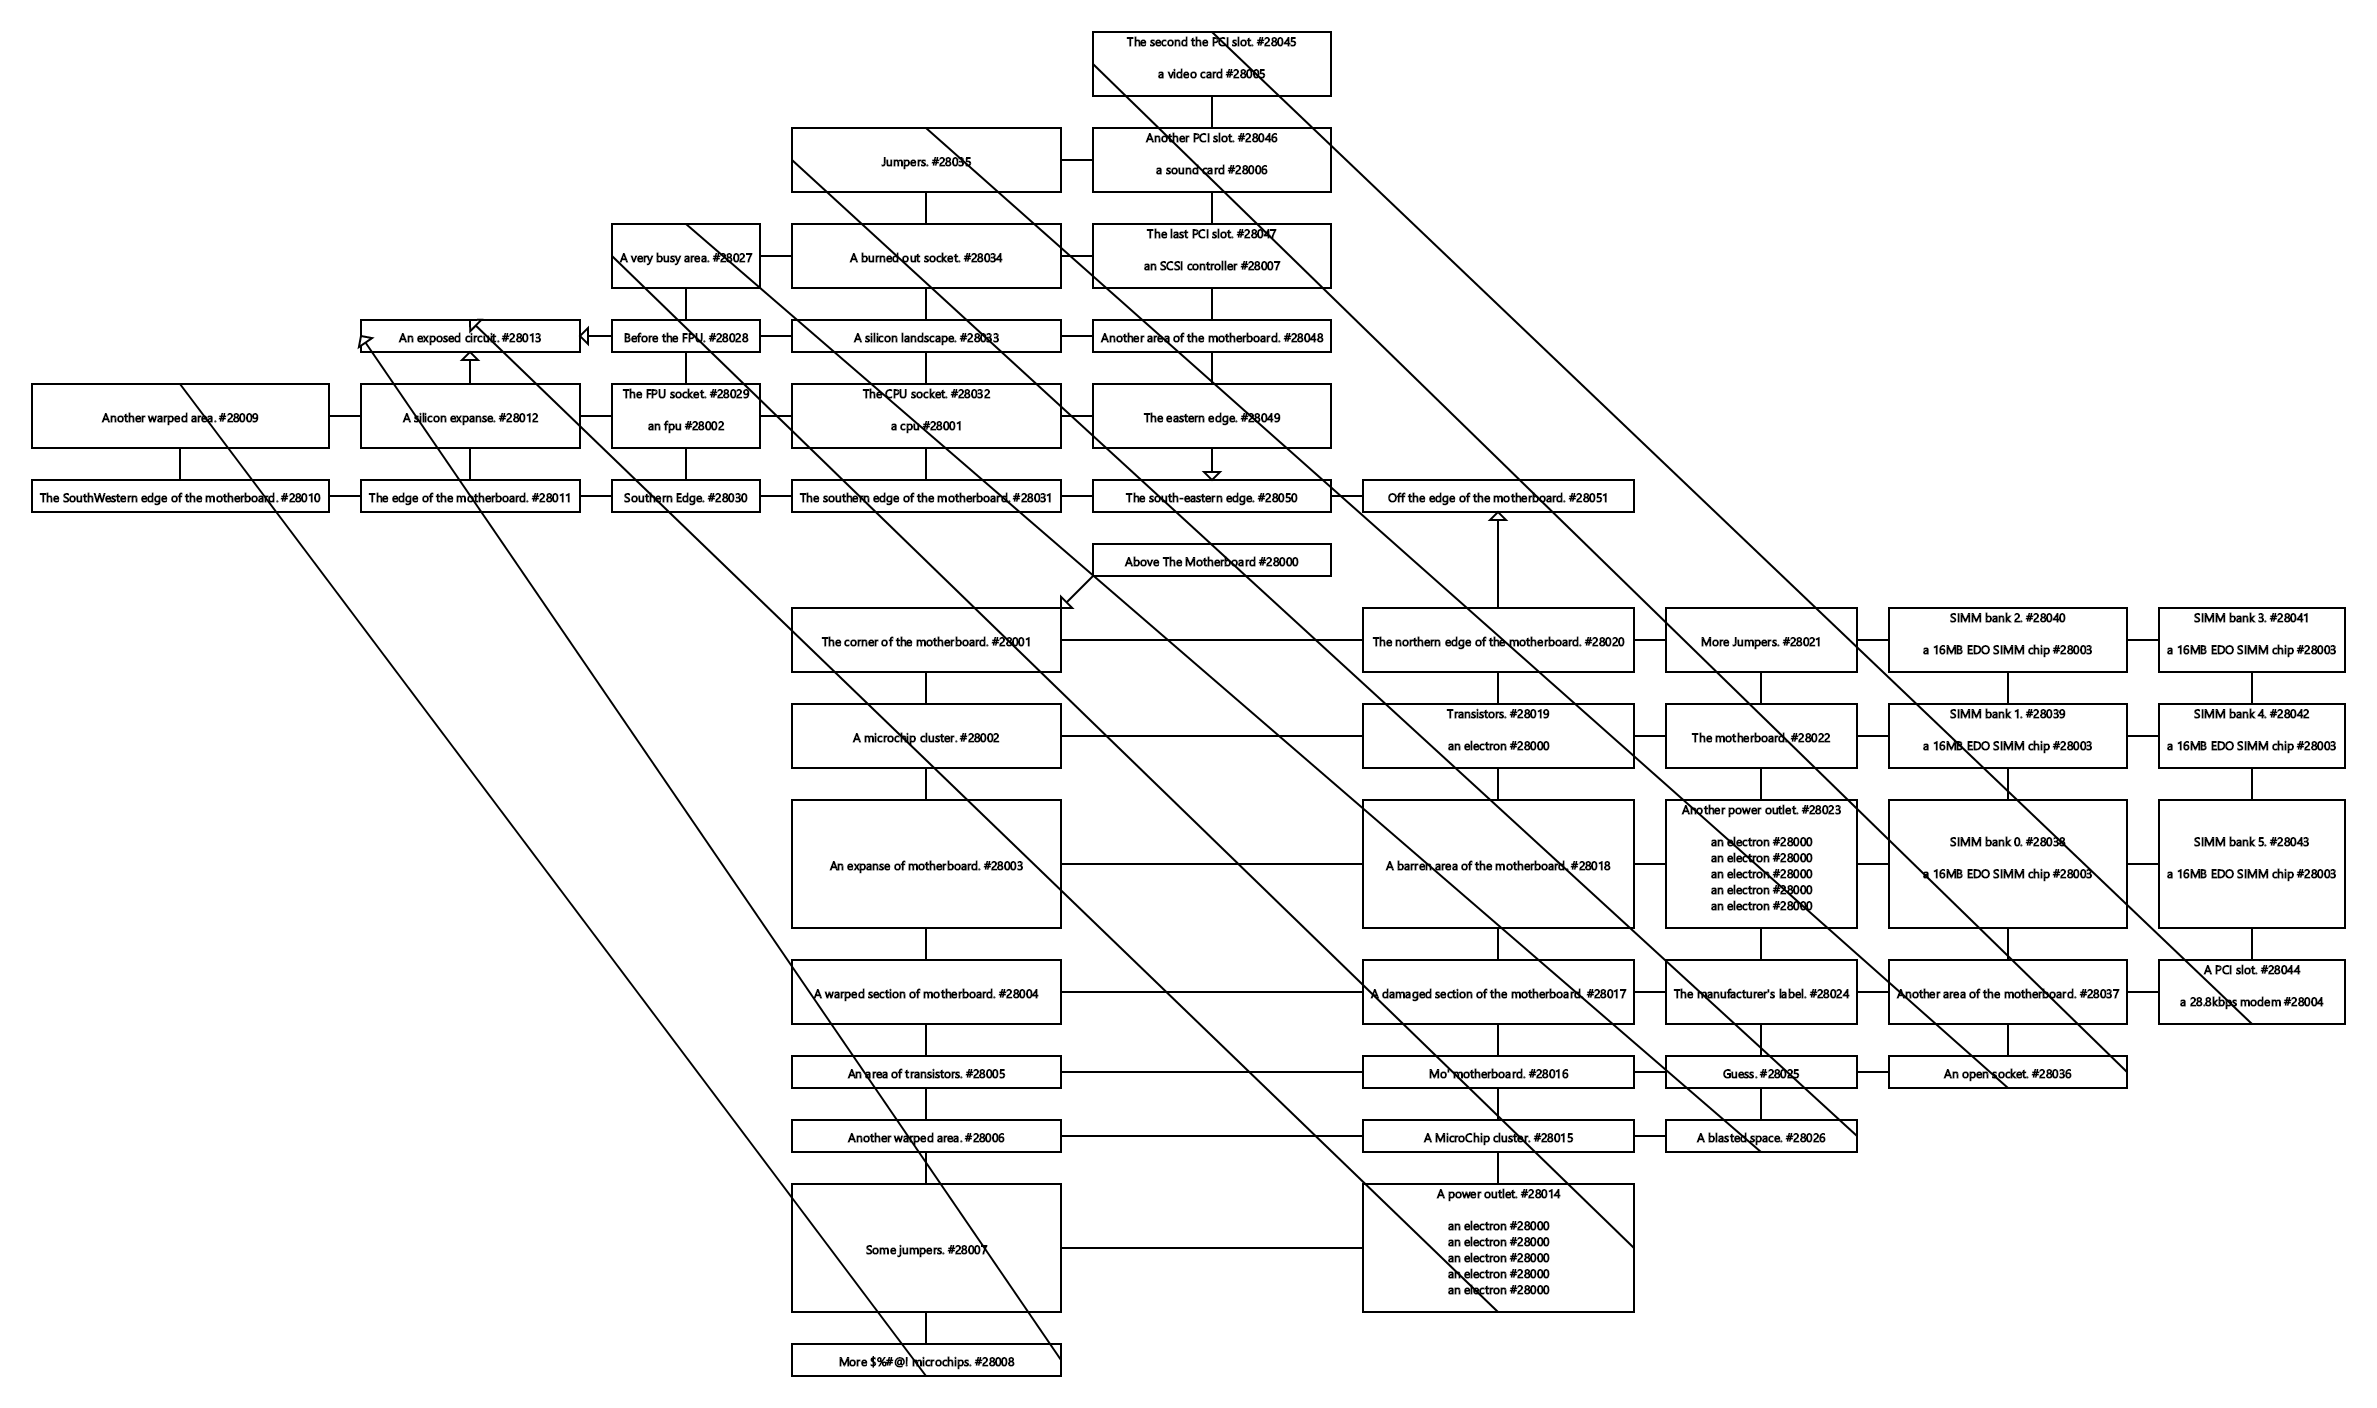 The second the PCI slot. #28045
a video card #28005
Another PCI slot. #28046
a sound card #28006
Jumpers. #28035
The last PCI slot. #28047
an SCSI controller #28007
A very busy area. #28027
A burned out socket. #28034
An exposed circuit. #28013
Before the FPU. #28028
A silicon landscape. #28033
Another area of the motherboard. #28048
Another warped area. #28009
A silicon expanse. #28012
The FPU socket. #28029
an fpu #28002
The CPU socket. #28032
a cpu #28001
The eastern edge. #28049
The SouthWestern edge of the motherboard. #28010
The edge of the motherboard. #28011
Southern Edge. #28030
The southern edge of the motherboard. #28031
The south-eastern edge. #28050
Off the edge of the motherboard. #28051
Above The Motherboard #28000
The corner of the motherboard. #28001
The northern edge of the motherboard. #28020
More Jumpers. #28021
SIMM bank 2. #28040
a 16MB EDO SIMM chip #28003
SIMM bank 3. #28041
a 16MB EDO SIMM chip #28003
A microchip cluster. #28002
Transistors. #28019
an electron #28000
The motherboard. #28022
SIMM bank 1. #28039
a 16MB EDO SIMM chip #28003
SIMM bank 4. #28042
a 16MB EDO SIMM chip #28003
An expanse of motherboard. #28003
A barren area of the motherboard. #28018
Another power outlet. #28023
an electron #28000
an electron #28000
an electron #28000
an electron #28000
an electron #28000
SIMM bank 0. #28038
a 16MB EDO SIMM chip #28003
SIMM bank 5. #28043
a 16MB EDO SIMM chip #28003
A warped section of motherboard. #28004
A damaged section of the motherboard. #28017
The manufacturer's label. #28024
Another area of the motherboard. #28037
A PCI slot. #28044
a 28.8kbps modem #28004
An area of transistors. #28005
Mo' motherboard. #28016
Guess. #28025
An open socket. #28036
Another warped area. #28006
A MicroChip cluster. #28015
A blasted space. #28026
Some jumpers. #28007
A power outlet. #28014
an electron #28000
an electron #28000
an electron #28000
an electron #28000
an electron #28000
More $%#@! microchips. #28008